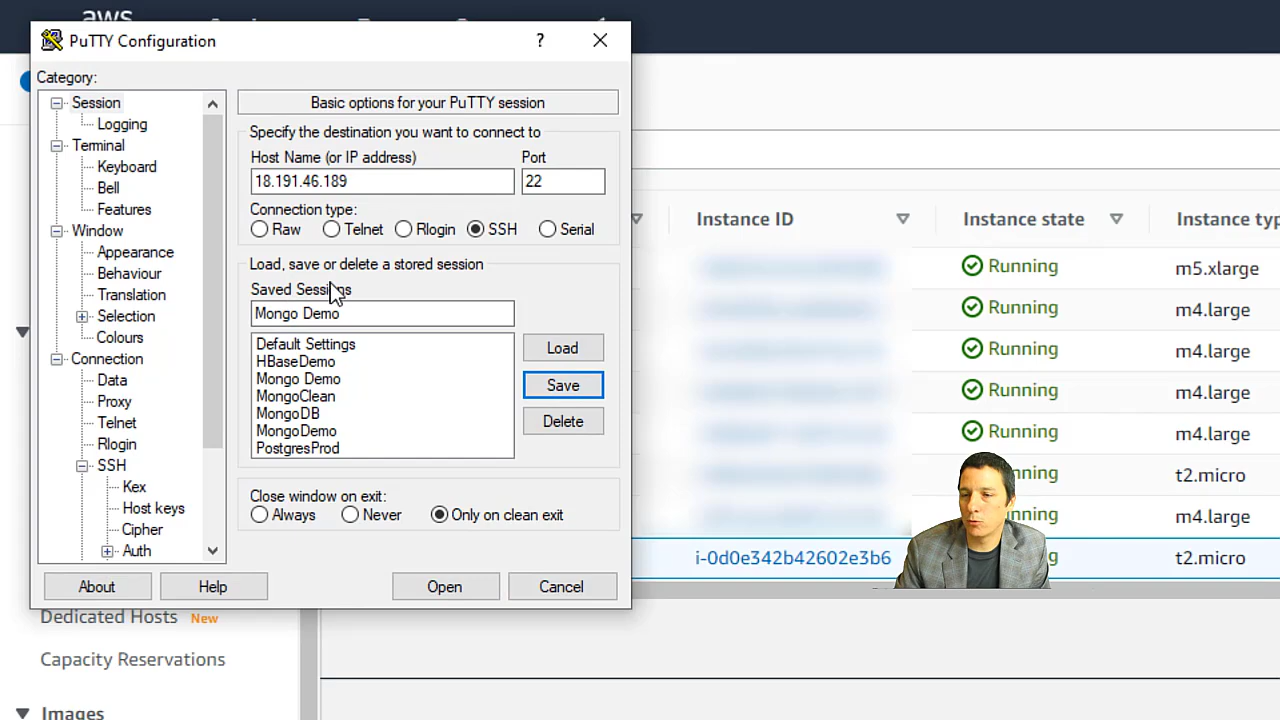 aws
PuTTY Configuration
?
Category:
Session
Logging
Terminal
Keyboard
Bell
Features
Window
Appearance
Behaviour
Translation
Selection
Colours
Connection
Data
Proxy
Telnet
Rlogin
SSH
Kex
Host keys
Cipher
Auth
Basic options for your PuTTY session
Specify the destination you want to connect to
Host Name (or IP address) Port
18.191.46.189 22
Connection type:
Raw Telnet Rlogin SSH Serial
Load, save or delete a stored session
Saved Sessions
Mongo Demo
Default Settings
HBaseDemo
Mongo Demo
MongoClean
MongoDB
MongoDemo
PostgresProd
Load
Save
Delete
Close window on exit:
Always Never Only on clean exit
About Help Open Cancel
Instance ID Instance state Instance typ
Running m5.xlarge
Running m4.large
Running m4.large
Running m4.large
Running m4.large
ning t2.micro
ning m4.large
i-0d0e342b42602e3b6 g t2.micro
Dedicated Hosts New
Capacity Reservations
Images